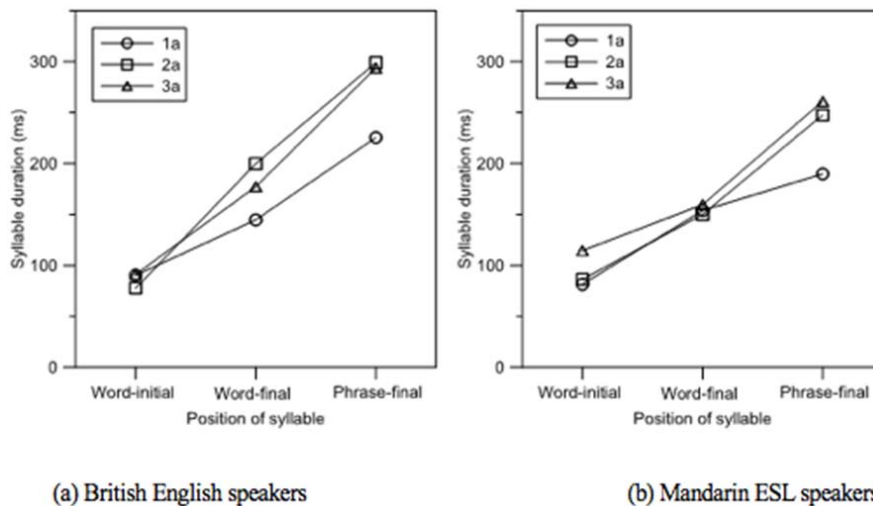 1a
2a
3a
300
200
100
0
Syllable duration (ms)
Word-initial
Word-final
Phrase-final
Position of syllable
(a) British English speakers
1a
2a
3a
300
200
100
0
Syllable duration (ms)
Word-initial
Word-final
Phrase-final
Position of syllable
(b) Mandarin ESL speakers